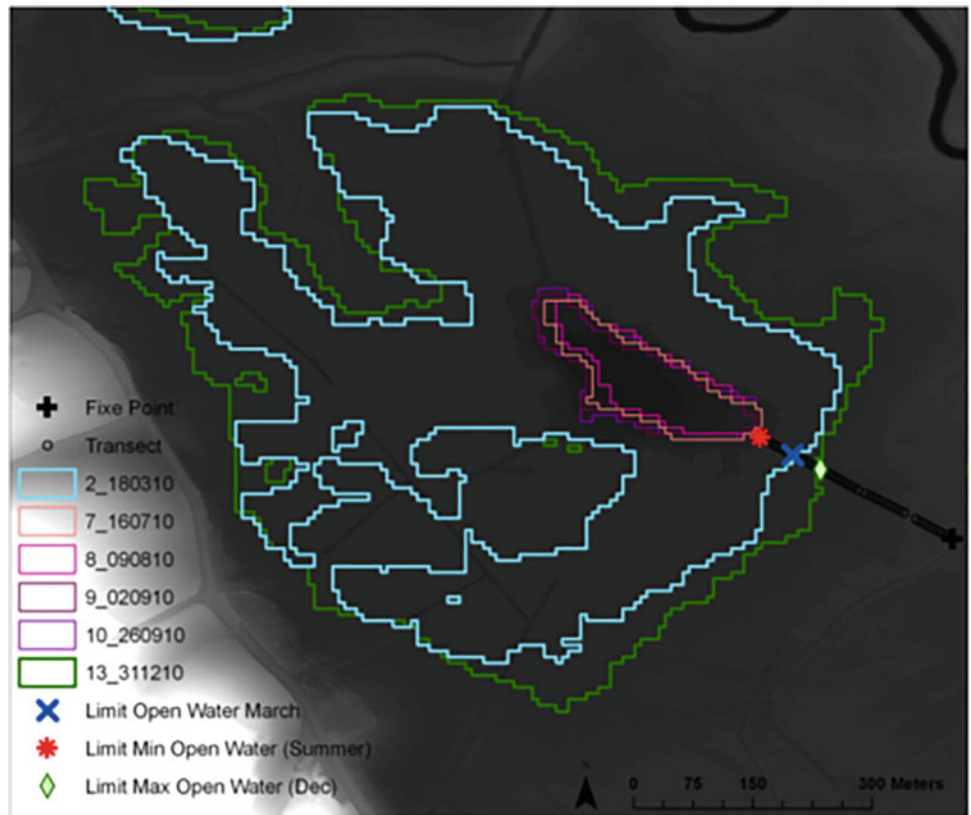 Fixe Point
Transect
2_180310
7_160710
8_090810
9_020910
10_260910
13_311210
Limit Open Water March
Limit Min Open Water (Summer)
Limit Max Open Water (Dec)
N
0 75 150 300 Meters